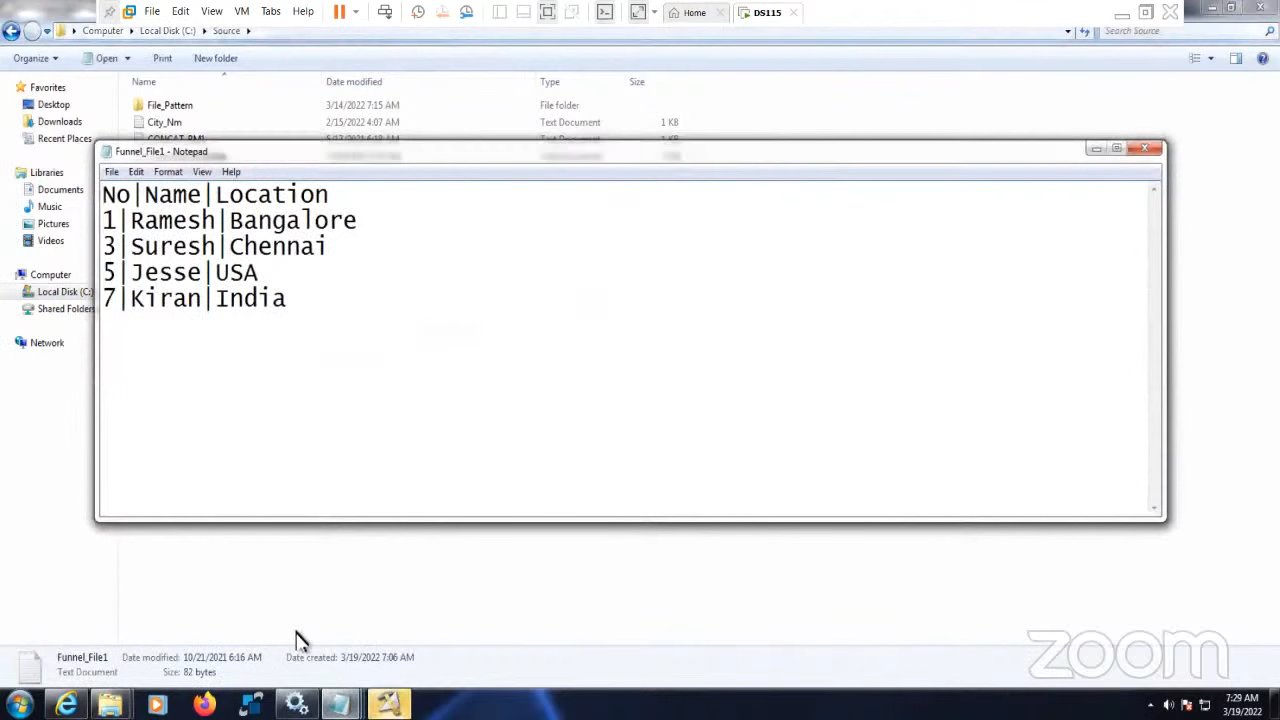 File Edit View VM Tabs Help Home DS115
Computer Local Disk (C:) Source Search Source
Organize Open Print New folder
Name Date modified Type Size
Favorites
Desktop
Downloads
Recent Places
Libraries
Documents
Music
Pictures
Videos
Computer
Local Disk (C:)
Shared Folders
Network
File_Pattern 3/14/2022 7:15 AM File folder
City_Nm 2/15/2022 4:07 AM Text Document 1 KB
Funnel_File1 - Notepad
File Edit Format View Help
No|Name|Location
1|Ramesh|Bangalore
3|Suresh|Chennai
5|Jesse|USA
7|Kiran|India
Funnel_File1 Date modified: 10/21/2021 6:16 AM Date created: 3/19/2022 7:06 AM
Text Document Size: 82 bytes
zoom
7:29 AM
3/19/2022